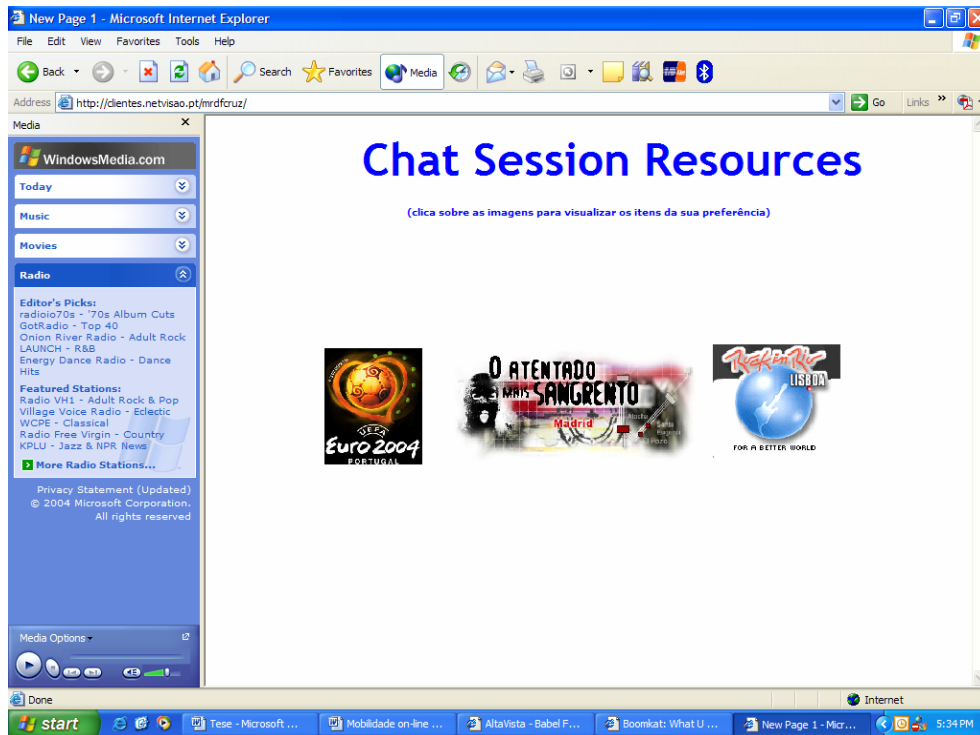 New Page 1 - Microsoft Internet Explorer
File Edit View Favorites Tools Help
Back Search Favorites Media
Address http://clientes.netvisao.pt/mrdfcruz/ Go Links »
Media
WindowsMedia.com
Today
Music
Movies
Radio
Editor's Picks:
radioio70s - '70s Album Cuts
GotRadio - Top 40
Onion River Radio - Adult Rock
LAUNCH - R&B
Energy Dance Radio - Dance
Hits
Featured Stations:
Radio VH1 - Adult Rock & Pop
Village Voice Radio - Eclectic
WCPE - Classical
Radio Free Virgin - Country
KPLU - Jazz & NPR News
More Radio Stations...
Privacy Statement (Updated)
© 2004 Microsoft Corporation.
All rights reserved
Media Options
Chat Session Resources
(clica sobre as imagens para visualizar os itens da sua preferência)
UEFA
Euro2004
PORTUGAL
O ATENTADO
MAIS SANGRENTO
Madrid
Atocha
Santa
Eugenia
El Pozo
Rock in Rio
LISBOA
FOR A BETTER WORLD
Done Internet
start Tese - Microsoft ... Mobilidade on-line ... AltaVista - Babel F... Boomkat: What U ... New Page 1 - Micr... 5:34 PM